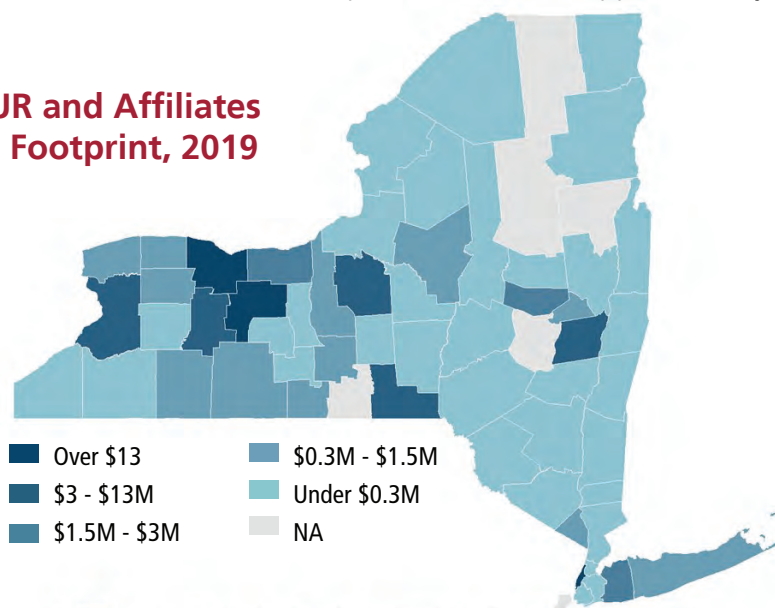 UR and Affiliates
Footprint, 2019
Over $13
$3 - $13M
$1.5M - $3M
$0.3M - $1.5M
Under $0.3M
NA